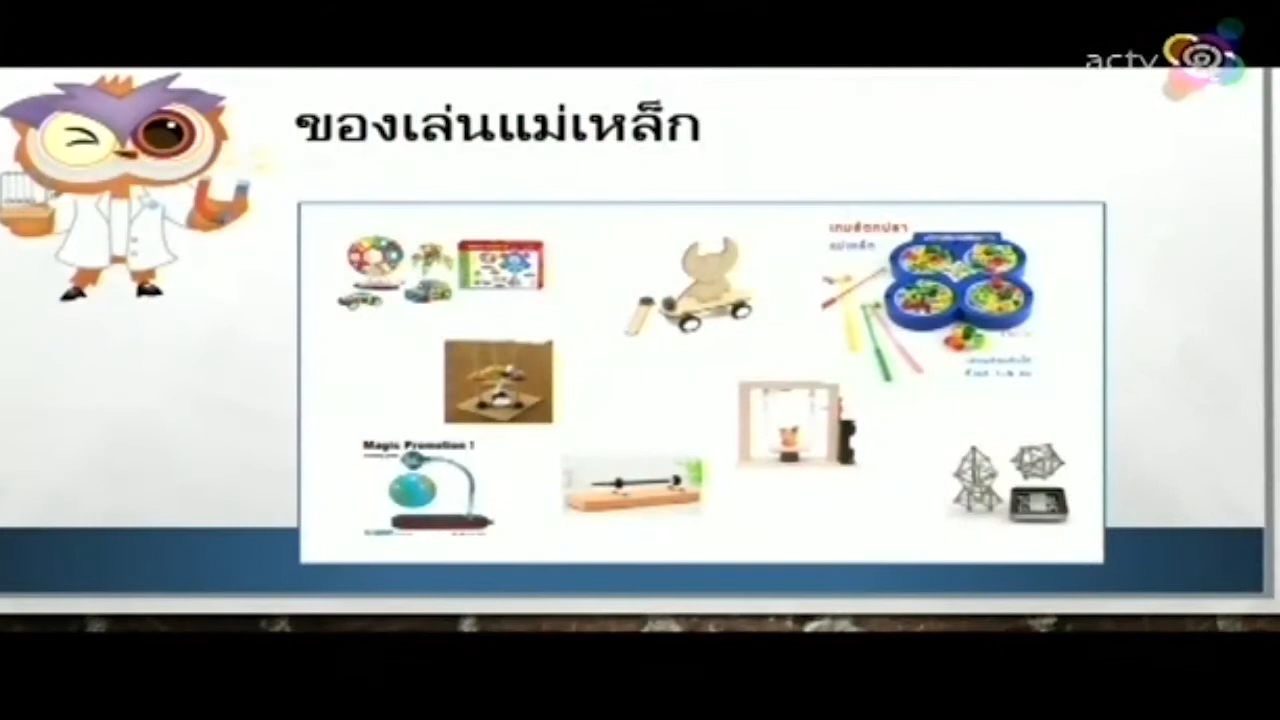 actv
ของเล่นแม่เหล็ก
เกมส์ตกปลา
แม่เหล็ก
Magic Promotion !